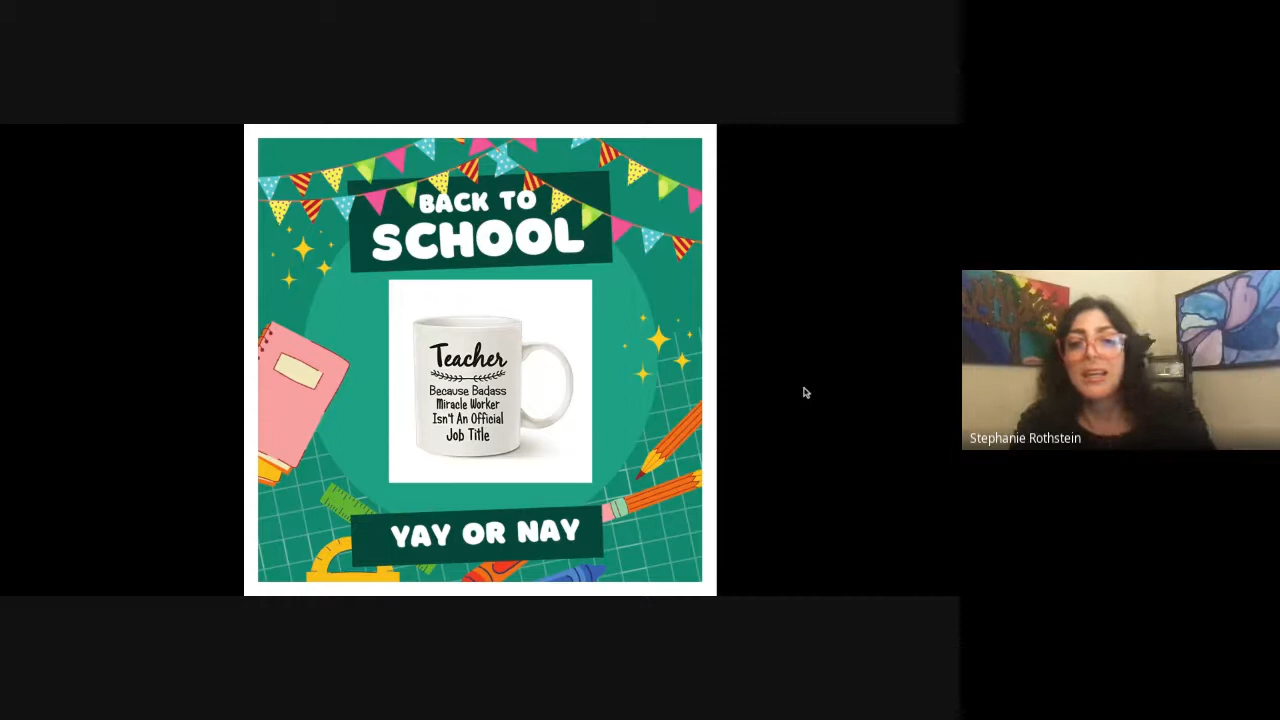 BACK TO
SCHOOL
Teacher
Because Badass
Miracle Worker
Isn't An Official
Job Title
YAY OR NAY
Stephanie Rothstein